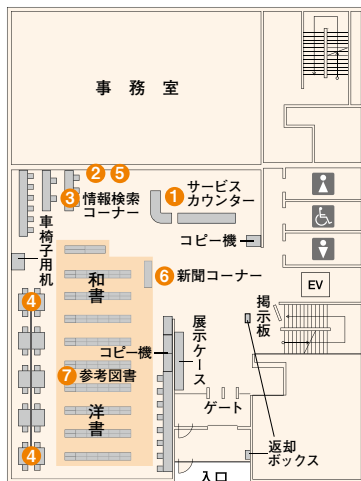 事務室
2 5
3 情報検索
コーナー
1 サービス
カウンター
コピー機
車椅子用机
和書
6 新聞コーナー
EV
4
掲示板
展示ケース
コピー機
7 参考図書
ゲート
洋書
4
返却
ボックス
入口